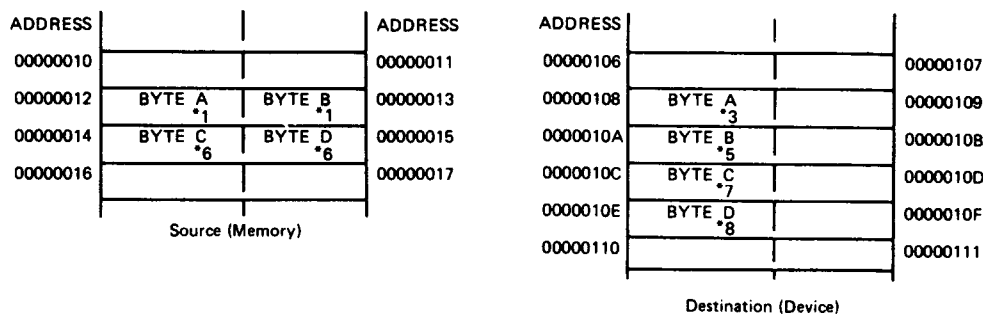 ADDRESS ADDRESS
00000010 00000011
00000012 BYTE A *1 BYTE B *1 00000013
00000014 BYTE C *6 BYTE D *6 00000015
00000016 00000017
Source (Memory)
ADDRESS ADDRESS
00000106 00000107
00000108 BYTE A *3 00000109
0000010A BYTE B *5 0000010B
0000010C BYTE C *7 0000010D
0000010E BYTE D *8 0000010F
00000110 00000111
Destination (Device)